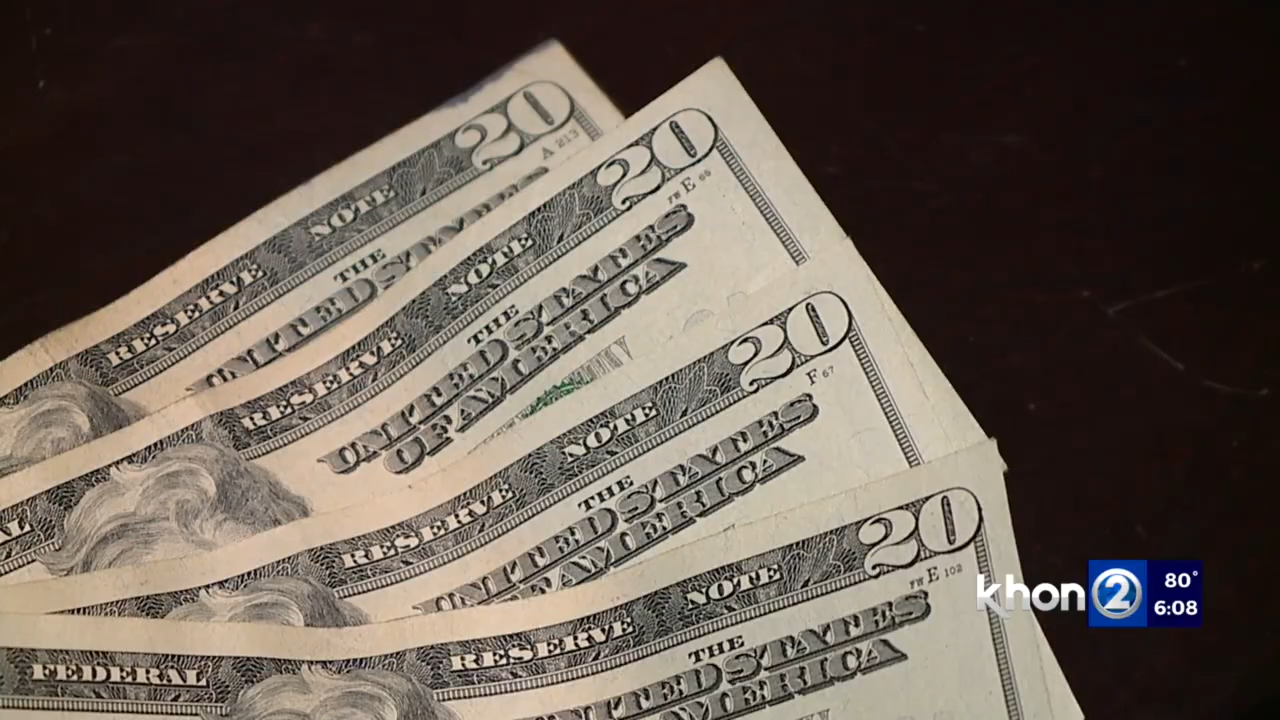 20
A 213
RESERVE NOTE
THE
UNITED STATES
20
FW E 66
RESERVE NOTE
THE
UNITED STATES
OF AMERICA
20
F 67
RESERVE NOTE
THE
UNITED STATES
OF AMERICA
20
FW E 102
FEDERAL RESERVE NOTE
THE
UNITED STATES
AMERICA
khon 2
80°
6:08